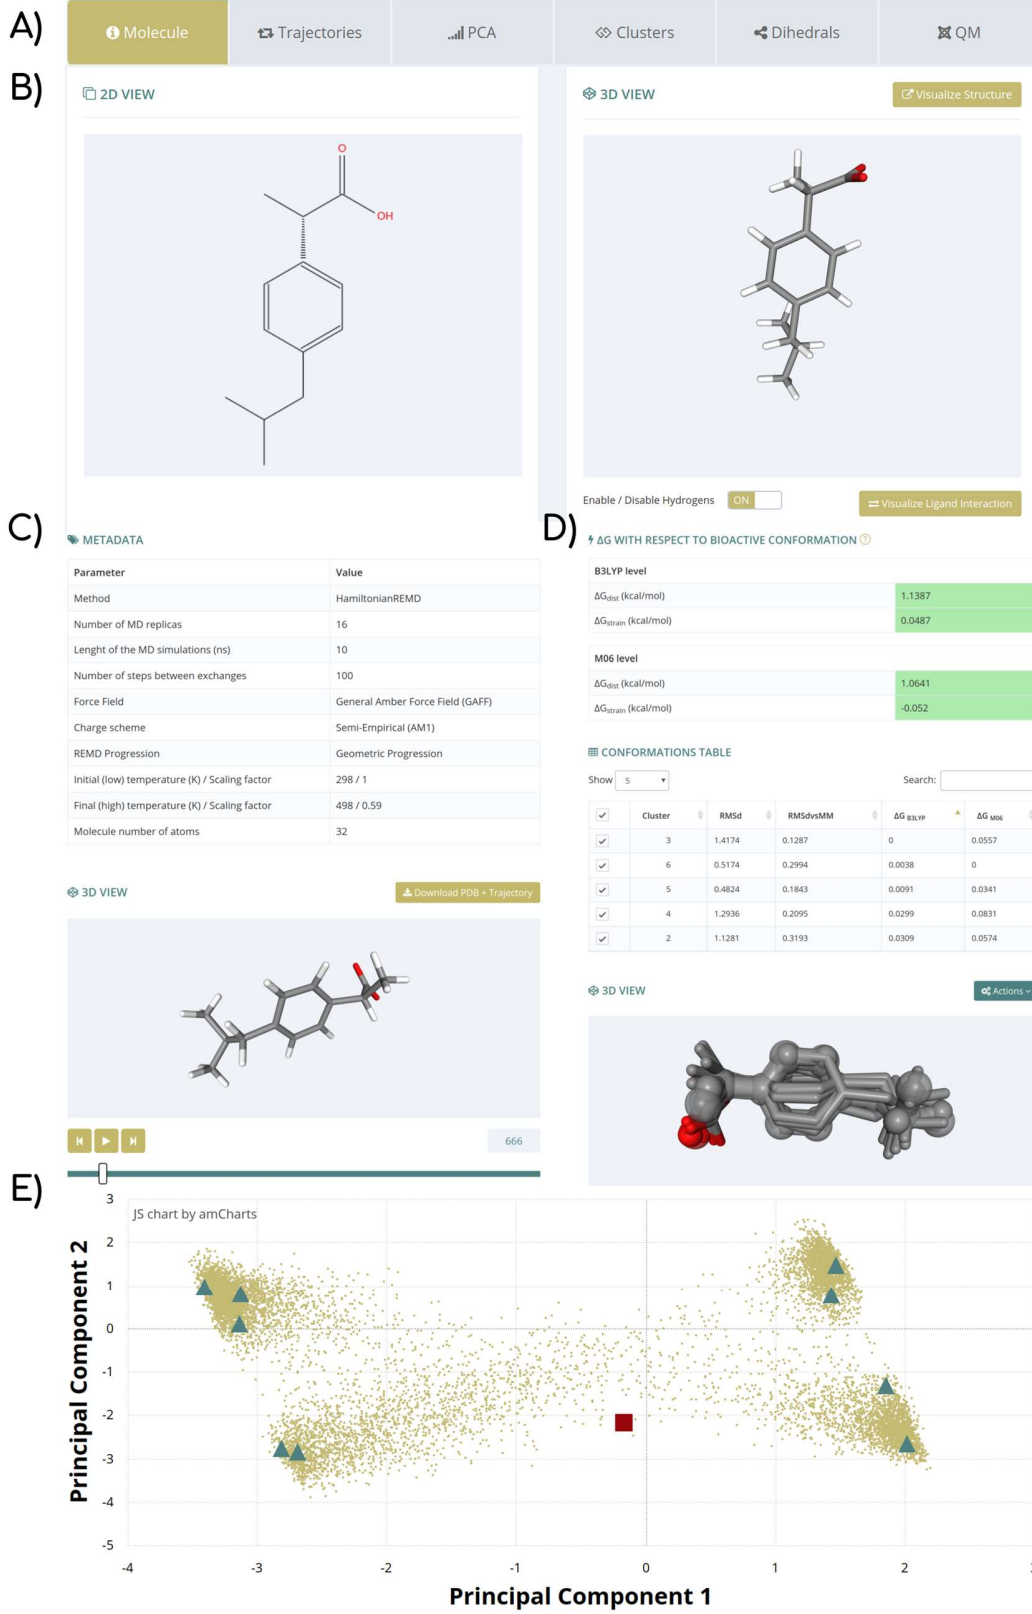 A)
Molecule
Trajectories
PCA
Clusters
Dihedrals
QM
B)
2D VIEW
O
OH
3D VIEW
Visualize Structure
Enable / Disable Hydrogens ON
Visualize Ligand Interaction
C)
METADATA
Parameter Value
Method HamiltonianREMD
Number of MD replicas 16
Lenght of the MD simulations (ns) 10
Number of steps between exchanges 100
Force Field General Amber Force Field (GAFF)
Charge scheme Semi-Empirical (AM1)
REMD Progression Geometric Progression
Initial (low) temperature (K) / Scaling factor 298 / 1
Final (high) temperature (K) / Scaling factor 498 / 0.59
Molecule number of atoms 32
3D VIEW
Download PDB + Trajectory
666
D)
ΔG WITH RESPECT TO BIOACTIVE CONFORMATION ?
B3LYP level
ΔGdist (kcal/mol) 1.1387
ΔGstrain (kcal/mol) 0.0487
M06 level
ΔGdist (kcal/mol) 1.0641
ΔGstrain (kcal/mol) -0.052
CONFORMATIONS TABLE
Show 5 Search:
Cluster RMSd RMSdvsMM ΔG B3LYP ΔG M06
3 1.4174 0.1287 0 0.0557
6 0.5174 0.2994 0.0038 0
5 0.4824 0.1843 0.0091 0.0341
4 1.2936 0.2095 0.0299 0.0831
2 1.1281 0.3193 0.0309 0.0574
3D VIEW
Actions
E)
JS chart by amCharts
Principal Component 2
3
2
1
0
-1
-2
-3
-4
-5
-4 -3 -2 -1 0 1 2
Principal Component 1